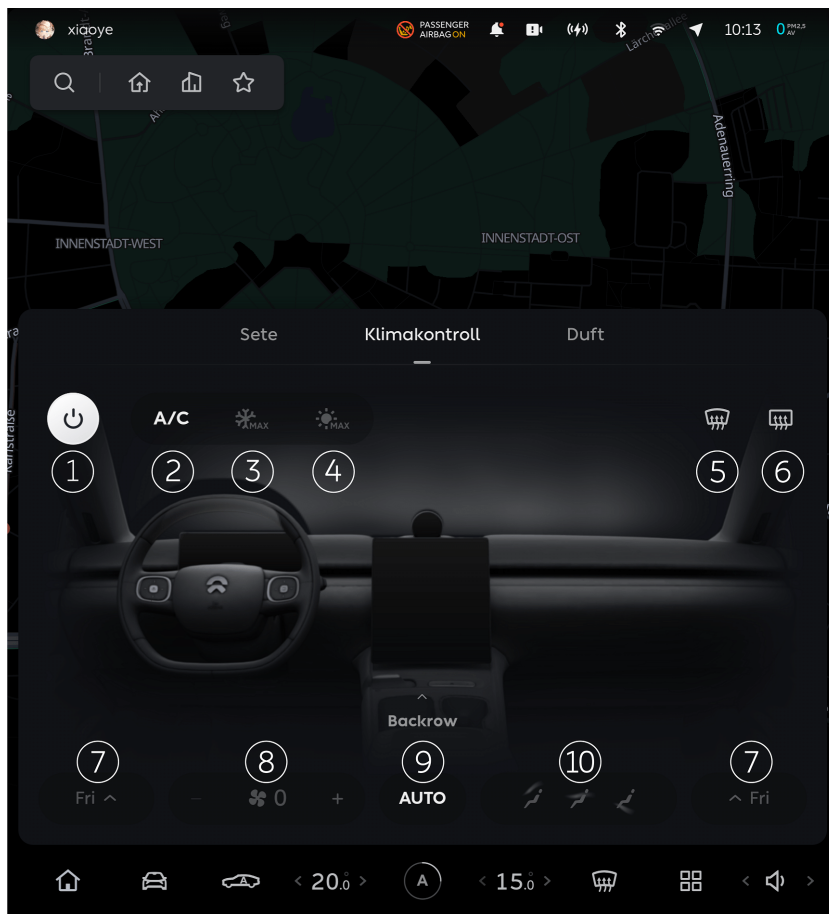 xiaoye
PASSENGER
AIRBAG ON
10:13
0 PM2,5
AV
Adenauerring
INNENSTADT-WEST
INNENSTADT-OST
Sete
Klimakontroll
Duft
A/C
MAX
MAX
1
2
3
4
5
6
Backrow
7
8
9
10
7
Fri
− 0 +
AUTO
Fri
20.0
A
15.0